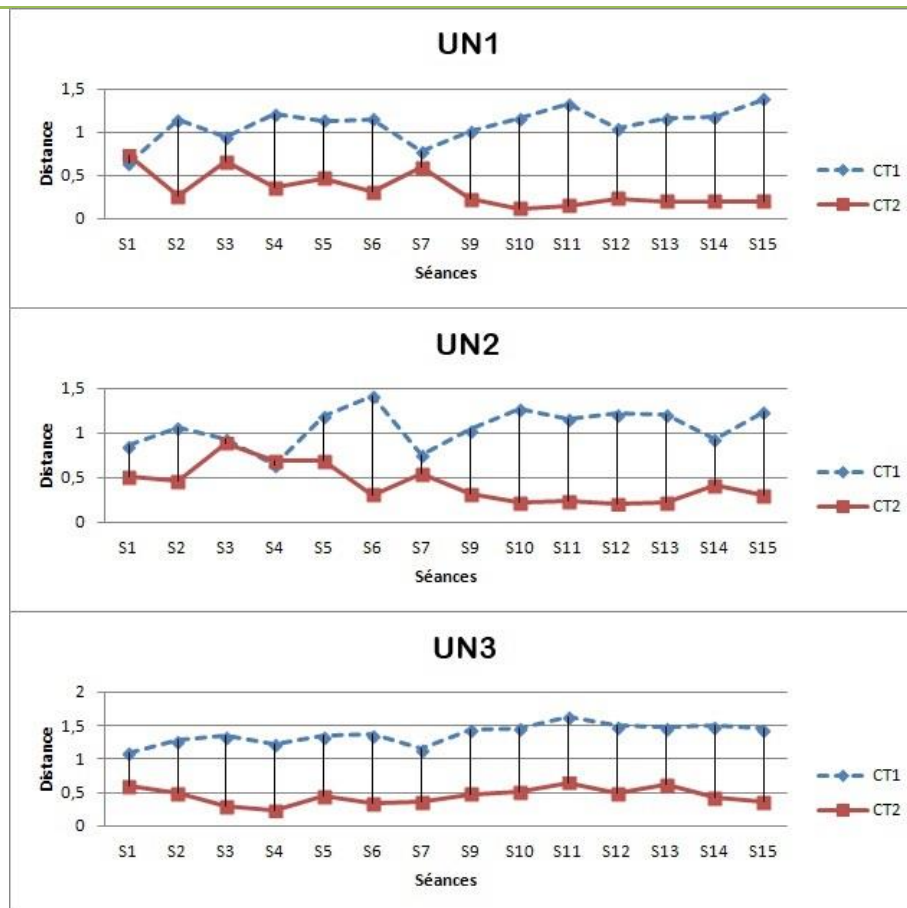 UN1
1,5
1
0,5
0
Distance
S1 S2 S3 S4 S5 S6 S7 S9 S10 S11 S12 S13 S14 S15
Séances
CT1
CT2
UN2
1,5
1
0,5
0
Distance
S1 S2 S3 S4 S5 S6 S7 S9 S10 S11 S12 S13 S14 S15
Séances
CT1
CT2
UN3
2
1,5
1
0,5
0
Distance
S1 S2 S3 S4 S5 S6 S7 S9 S10 S11 S12 S13 S14 S15
Séances
CT1
CT2